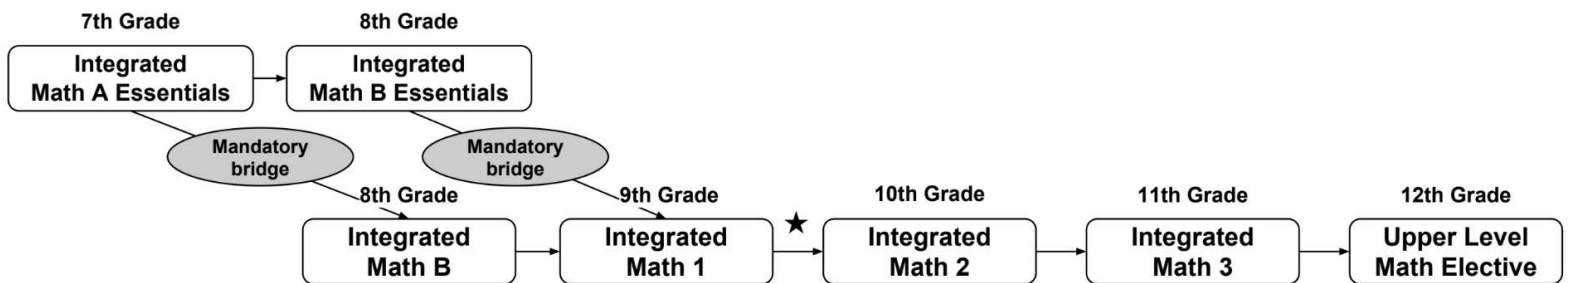 7th Grade
8th Grade
Integrated
Math A Essentials
Integrated
Math B Essentials
Mandatory
bridge
Mandatory
bridge
8th Grade
9th Grade
10th Grade
11th Grade
12th Grade
Integrated
Math B
Integrated
Math 1
Integrated
Math 2
Integrated
Math 3
Upper Level
Math Elective